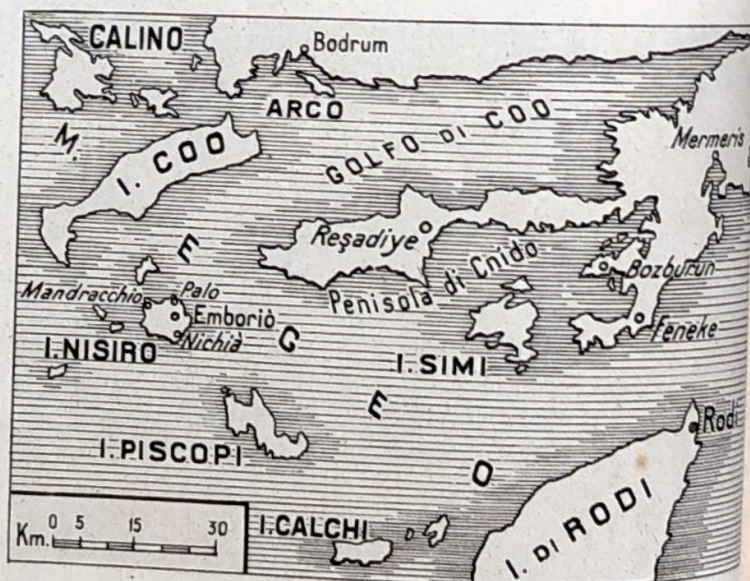 CALINO
Bodrum
ARCO
M.
I. COO
GOLFO DI COO
Mermeris
Reşadiye
E
Penisola di Cnido
Bozburun
Mandracchio
Palo
Emboriò
Nichià
G
Feneke
I. NISIRO
I. SIMI
E
I. PISCOPI
Rodi
O
I. CALCHI
I. DI RODI
Km. 0 5 15 30